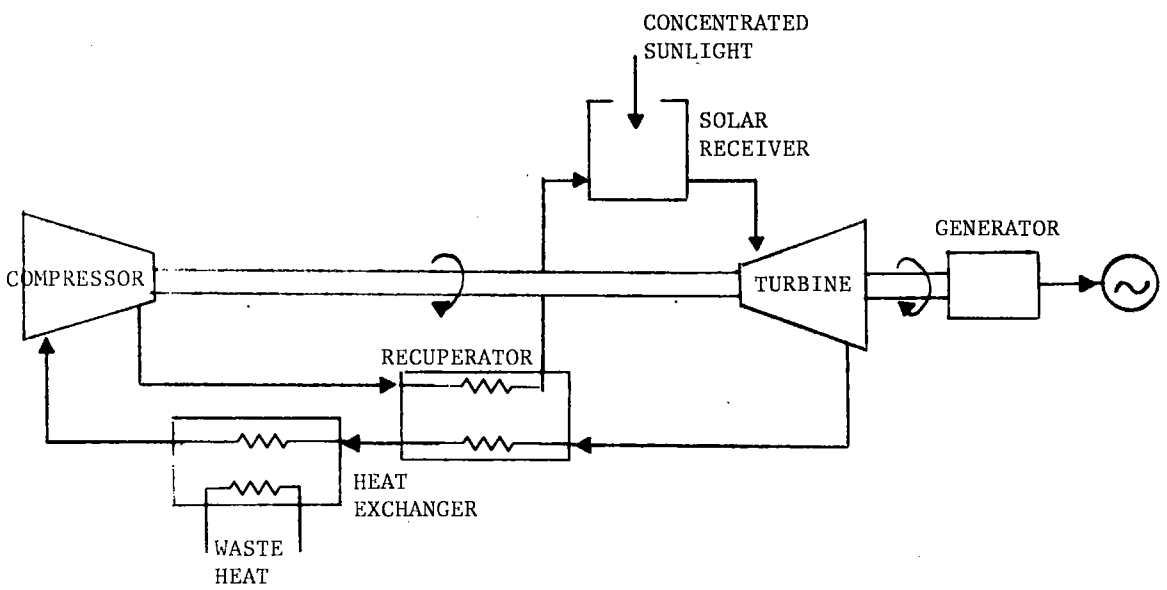 CONCENTRATED
SUNLIGHT
SOLAR
RECEIVER
GENERATOR
COMPRESSOR
TURBINE
RECUPERATOR
HEAT
EXCHANGER
WASTE
HEAT